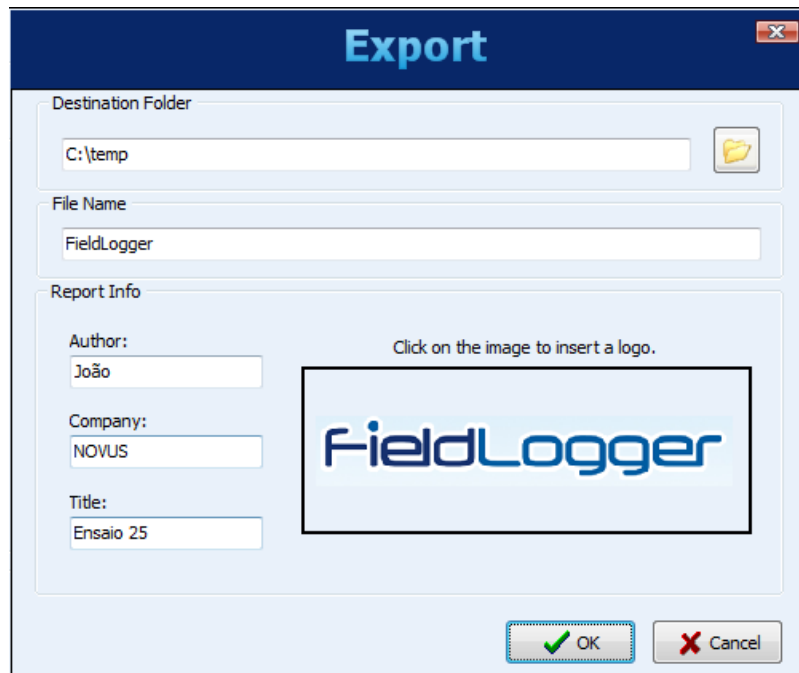 Export
Destination Folder
C:\temp
File Name
FieldLogger
Report Info
Author:
João
Company:
NOVUS
Title:
Ensaio 25
Click on the image to insert a logo.
FieldLogger
OK
Cancel